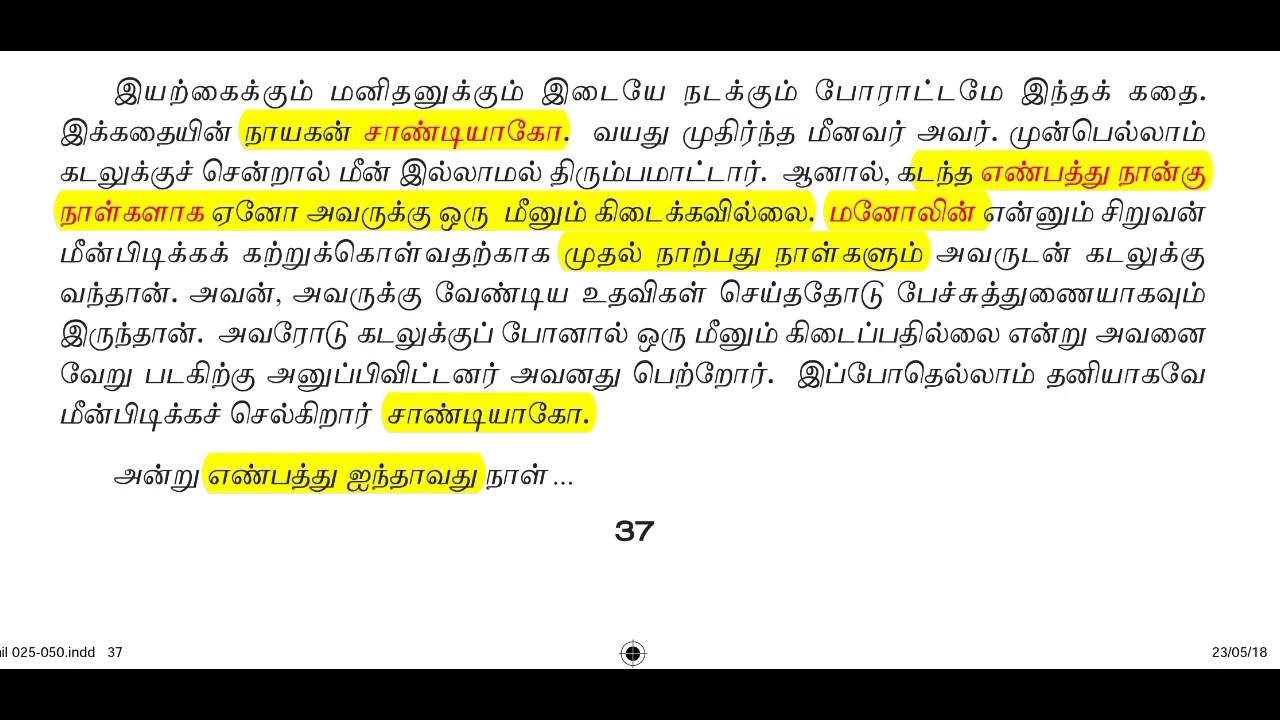 இயற்கைக்கும் மனிதனுக்கும் இடையே நடக்கும் போராட்டமே இந்தக் கதை.
இக்கதையின் நாயகன் சாண்டியாகோ. வயது முதிர்ந்த மீனவர் அவர். முன்பெல்லாம்
கடலுக்குச் சென்றால் மீன் இல்லாமல் திரும்பமாட்டார். ஆனால், கடந்த எண்பத்து நான்கு
நாள்களாக ஏனோ அவருக்கு ஒரு மீனும் கிடைக்கவில்லை. மனோலின் என்னும் சிறுவன்
மீன்பிடிக்கக் கற்றுக்கொள்வதற்காக முதல் நாற்பது நாள்களும் அவருடன் கடலுக்கு
வந்தான். அவன், அவருக்கு வேண்டிய உதவிகள் செய்ததோடு பேச்சுத்துணையாகவும்
இருந்தான். அவரோடு கடலுக்குப் போனால் ஒரு மீனும் கிடைப்பதில்லை என்று அவனை
வேறு படகிற்கு அனுப்பிவிட்டனர் அவனது பெற்றோர். இப்போதெல்லாம் தனியாகவே
மீன்பிடிக்கச் செல்கிறார் சாண்டியாகோ.
அன்று எண்பத்து ஐந்தாவது நாள் ...
37
il 025-050.indd 37 23/05/18